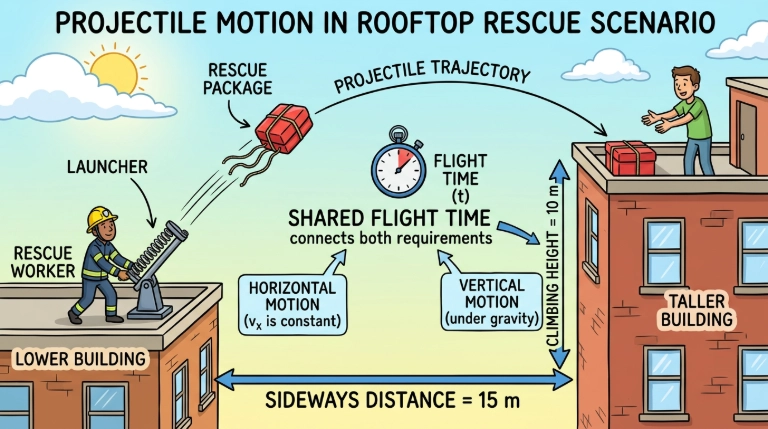 PROJECTILE MOTION IN ROOFTOP RESCUE SCENARIO
RESCUE
PACKAGE
PROJECTILE TRAJECTORY
LAUNCHER
FLIGHT
TIME
(t)
SHARED FLIGHT TIME
connects both requirements
RESCUE
WORKER
HORIZONTAL
MOTION
(vₓ is constant)
VERTICAL
MOTION
(under gravity)
CLIMBING HEIGHT = 10 m
TALLER
BUILDING
LOWER BUILDING
SIDEWAYS DISTANCE = 15 m